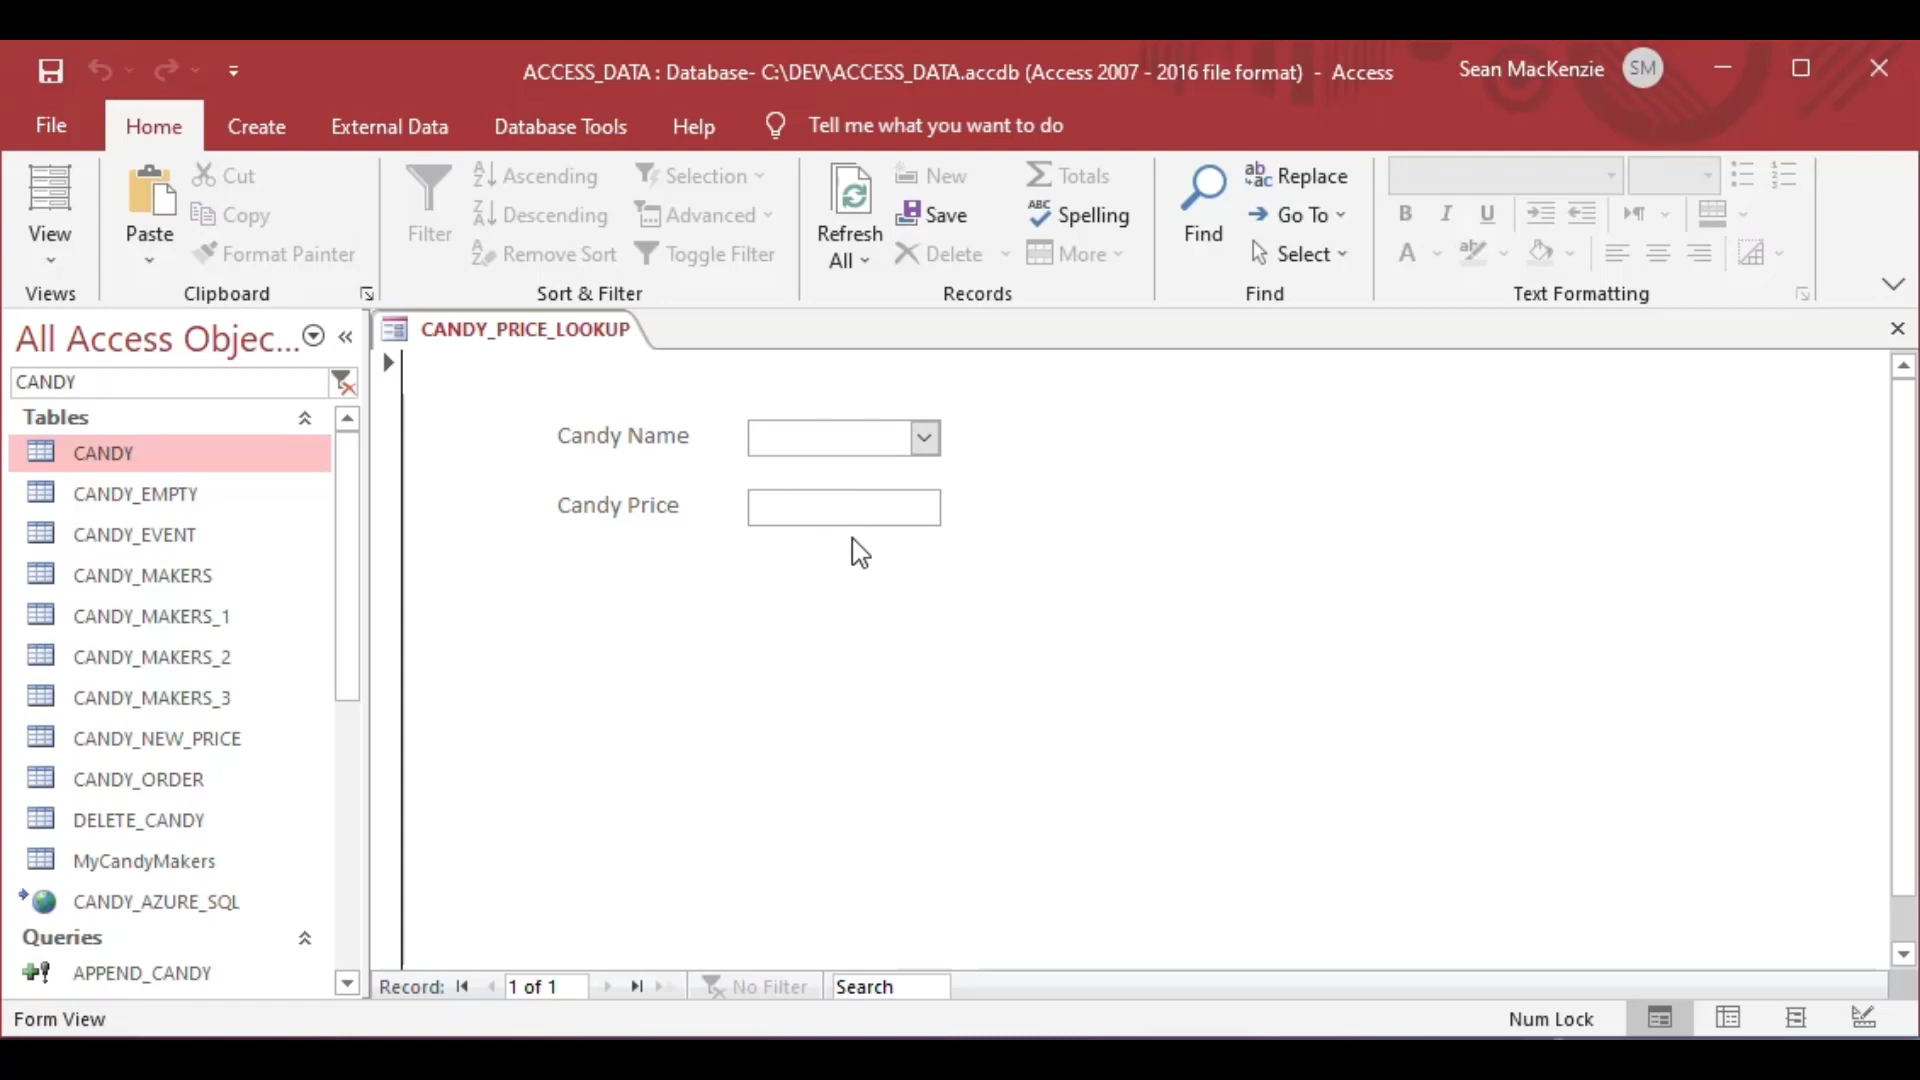 ACCESS_DATA : Database- C:\DEV\ACCESS_DATA.accdb (Access 2007 - 2016 file format) - Access
Sean MacKenzie
SM
File
Home
Create
External Data
Database Tools
Help
Tell me what you want to do
View
Views
Paste
Cut
Copy
Format Painter
Clipboard
Filter
Ascending
Descending
Remove Sort
Selection
Advanced
Toggle Filter
Sort & Filter
Refresh
All
New
Save
Delete
Totals
Spelling
More
Records
Find
Replace
Go To
Select
Find
B I U
A
Text Formatting
All Access Objec...
CANDY
Tables
CANDY
CANDY_EMPTY
CANDY_EVENT
CANDY_MAKERS
CANDY_MAKERS_1
CANDY_MAKERS_2
CANDY_MAKERS_3
CANDY_NEW_PRICE
CANDY_ORDER
DELETE_CANDY
MyCandyMakers
CANDY_AZURE_SQL
Queries
APPEND_CANDY
CANDY_PRICE_LOOKUP
Candy Name
Candy Price
Record:
1 of 1
No Filter
Search
Form View
Num Lock